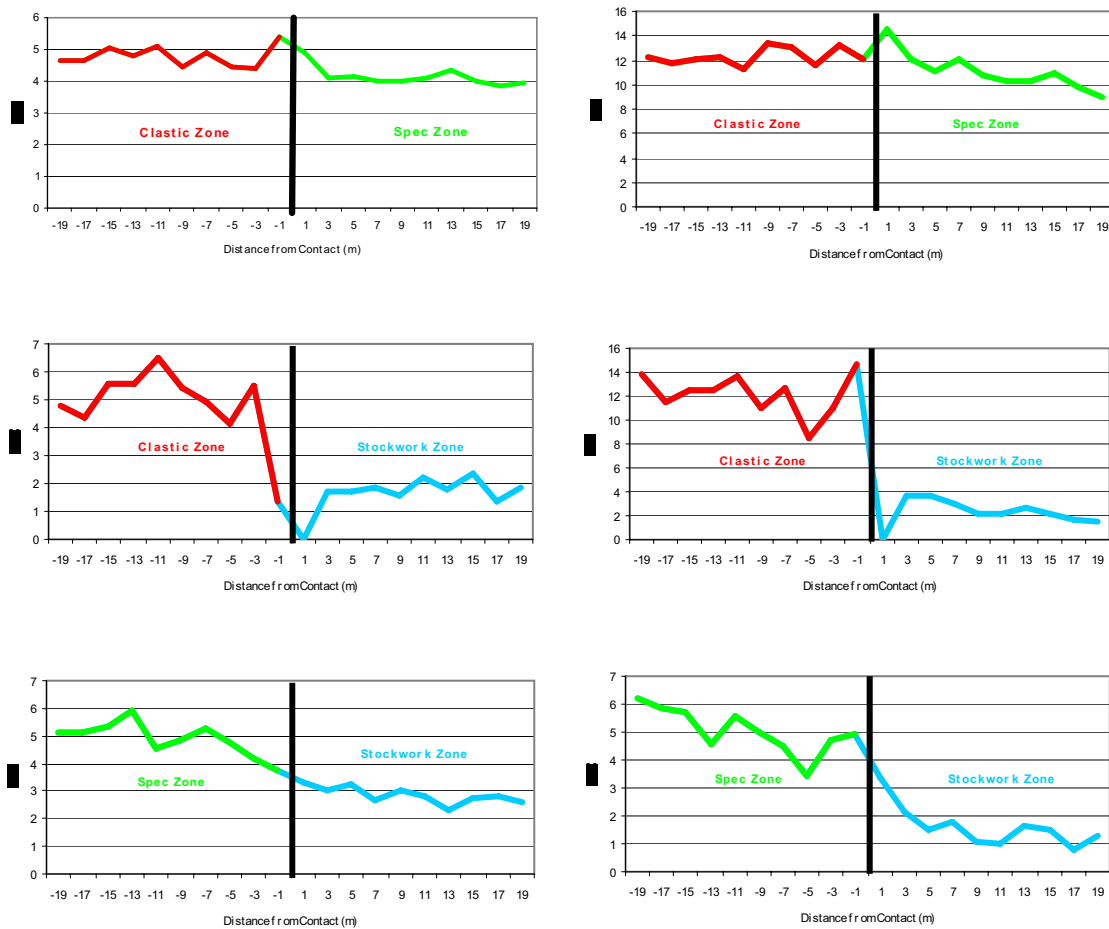 6
5
4
3
2
1
0
Clastic Zone Spec Zone
-19 -17 -15 -13 -11 -9 -7 -5 -3 -1 1 3 5 7 9 11 13 15 17 19
Distance from Contact (m)
16
14
12
10
8
6
4
2
0
Clastic Zone Spec Zone
-19 -17 -15 -13 -11 -9 -7 -5 -3 -1 1 3 5 7 9 11 13 15 17 19
Distance from Contact (m)
7
6
5
4
3
2
1
0
Clastic Zone Stockwork Zone
-19 -17 -15 -13 -11 -9 -7 -5 -3 -1 1 3 5 7 9 11 13 15 17 19
Distance from Contact (m)
16
14
12
10
8
6
4
2
0
Clastic Zone Stockwork Zone
-19 -17 -15 -13 -11 -9 -7 -5 -3 -1 1 3 5 7 9 11 13 15 17 19
Distance from Contact (m)
7
6
5
4
3
2
1
0
Stockwork Zone
Spec Zone
-19 -17 -15 -13 -11 -9 -7 -5 -3 -1 1 3 5 7 9 11 13 15 17 19
Distance from Contact (m)
7
6
5
4
3
2
1
0
Spec Zone Stockwork Zone
-19 -17 -15 -13 -11 -9 -7 -5 -3 -1 1 3 5 7 9 11 13 15 17 19
Distance from Contact (m)